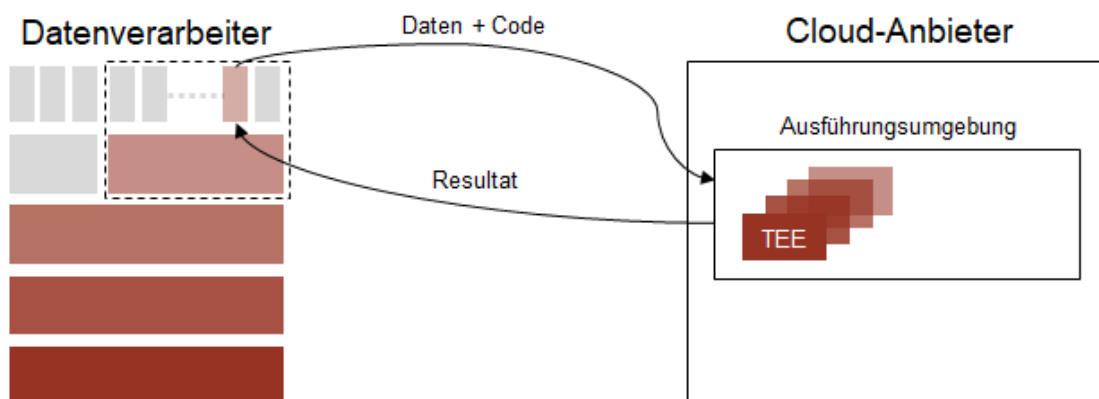 Datenverarbeiter
Daten + Code
Cloud-Anbieter
Ausführungsumgebung
Resultat
TEE